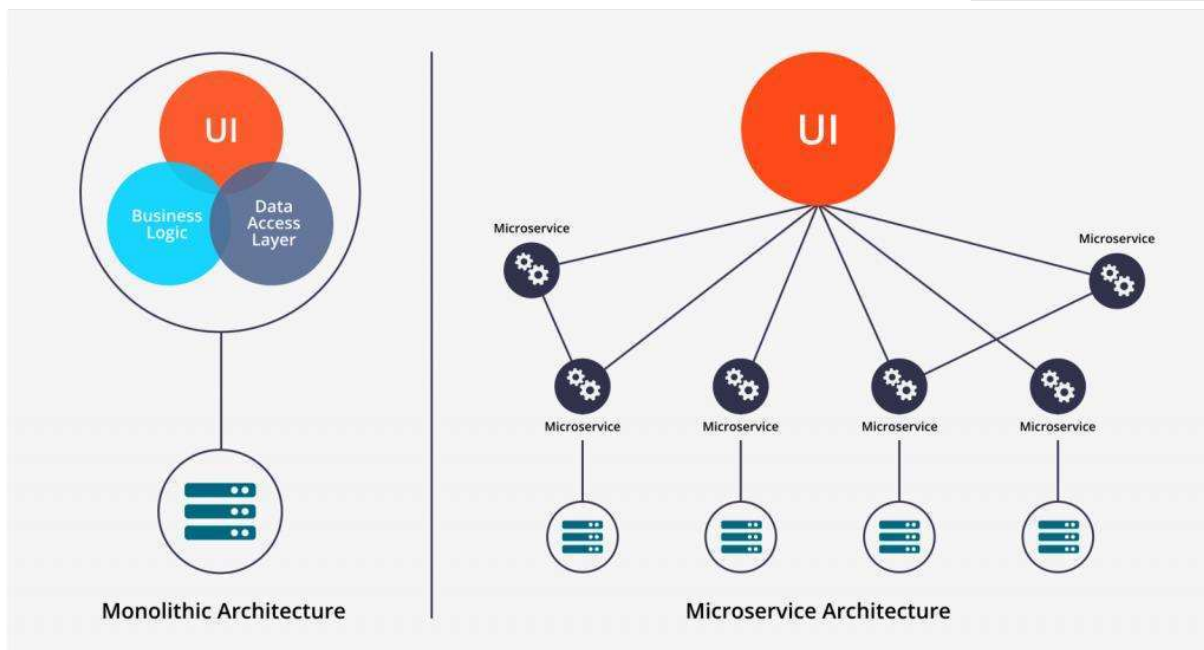 UI
Business
Logic
Data
Access
Layer
Monolithic Architecture
UI
Microservice
Microservice
Microservice
Microservice
Microservice
Microservice
Microservice Architecture